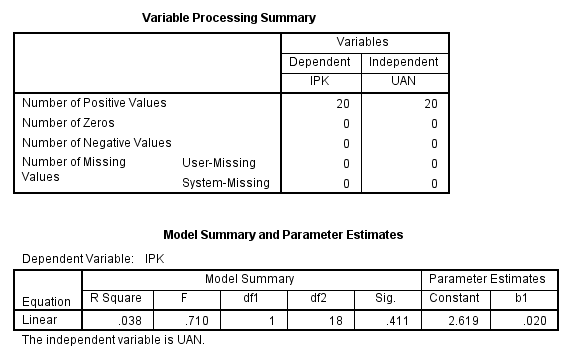 Variable Processing Summary
Variables
Dependent Independent
IPK UAN
Number of Positive Values 20 20
Number of Zeros 0 0
Number of Negative Values 0 0
Number of Missing Values User-Missing 0 0
System-Missing 0 0
Model Summary and Parameter Estimates
Dependent Variable: IPK
Model Summary Parameter Estimates
Equation R Square F df1 df2 Sig. Constant b1
Linear .038 .710 1 18 .411 2.619 .020
The independent variable is UAN.